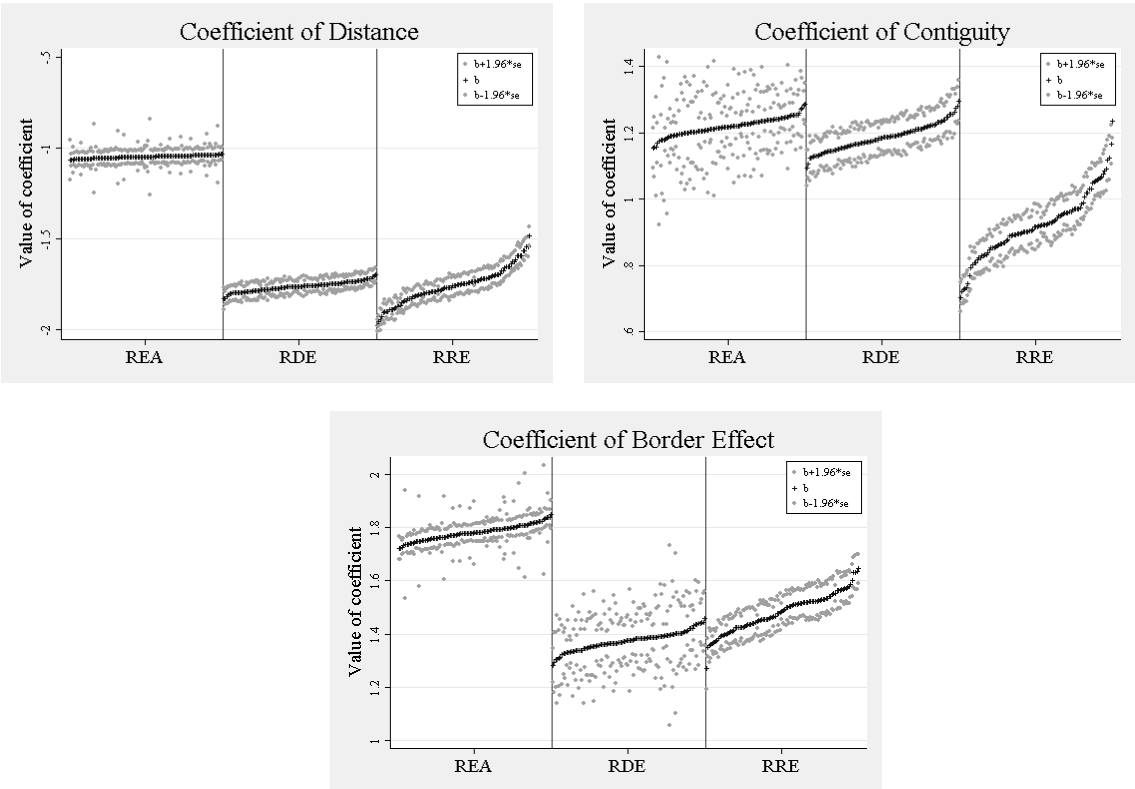 Coefficient of Distance
Value of coefficient
-.5
-1
-1.5
-2
b+1.96*se
b
b-1.96*se
REA RDE RRE
Coefficient of Contiguity
Value of coefficient
1.4
1.2
1
.8
.6
b+1.96*se
b
b-1.96*se
REA RDE RRE
Coefficient of Border Effect
Value of coefficient
2
1.8
1.6
1.4
1.2
1
b+1.96*se
b
b-1.96*se
REA RDE RRE